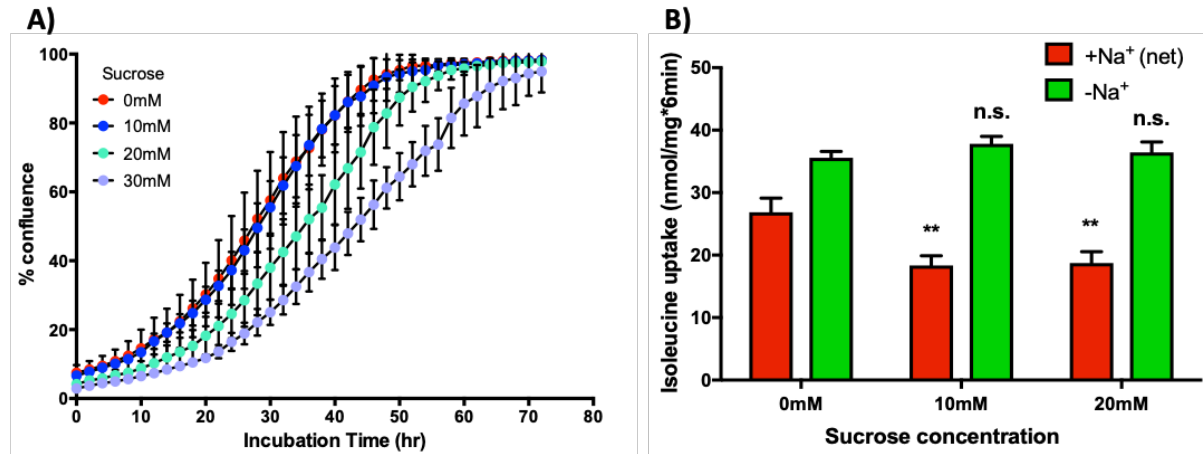 A)
100
80
60
40
20
0
% confluence
Sucrose
0mM
10mM
20mM
30mM
0 10 20 30 40 50 60 70 80
Incubation Time (hr)
B)
+Na⁺ (net)
-Na⁺
50
40
30
20
10
0
Isoleucine uptake (nmol/mg*6min)
n.s.
n.s.
**
**
0mM 10mM 20mM
Sucrose concentration